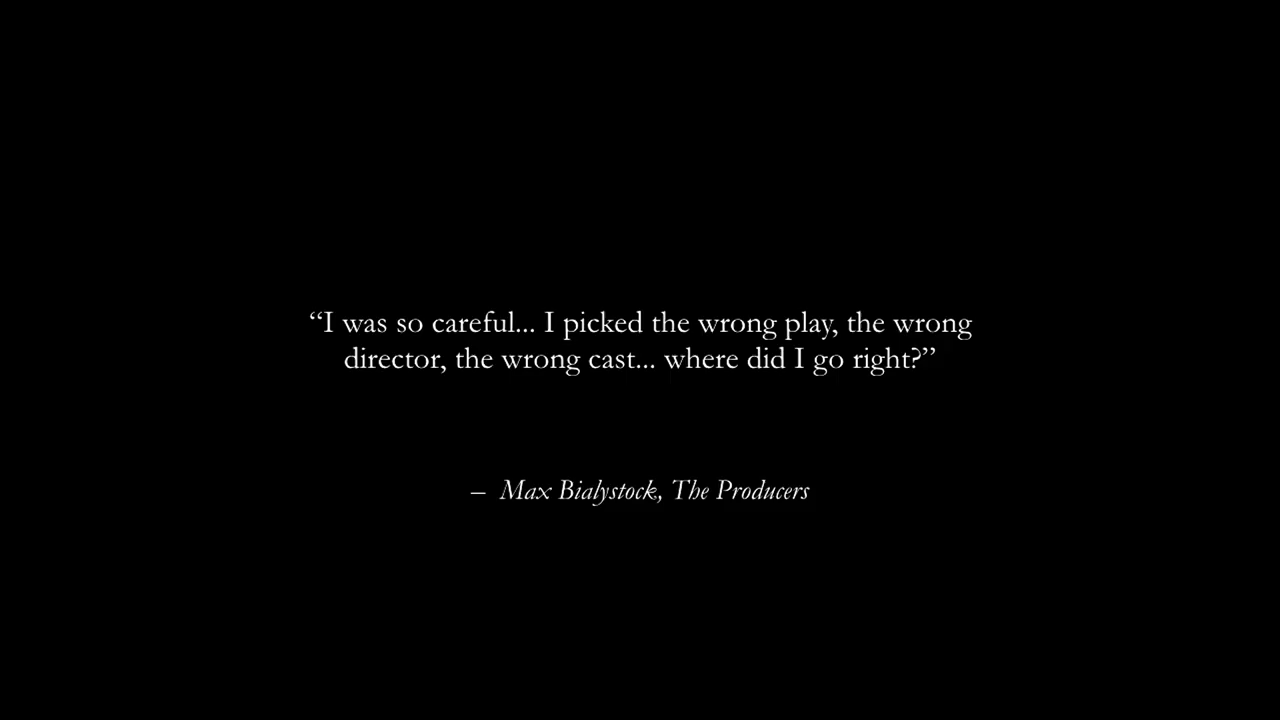 “I was so careful... I picked the wrong play, the wrong
director, the wrong cast... where did I go right?”
– Max Bialystock, The Producers